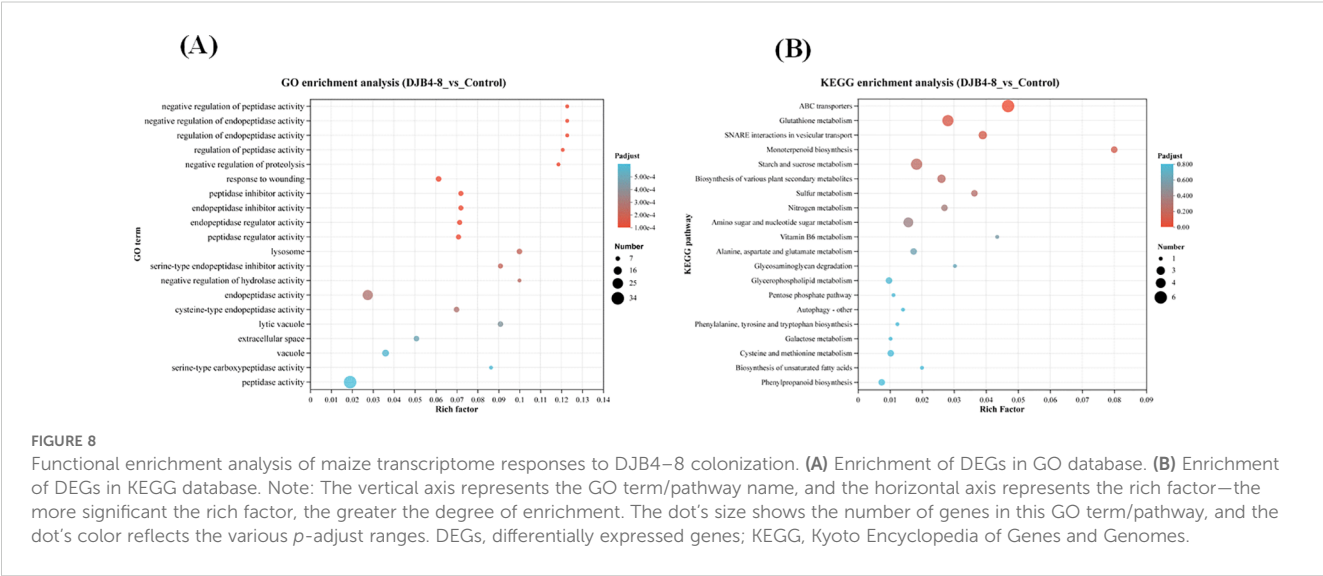 (A)
GO enrichment analysis (DJB4-8_vs_Control)
GO term
negative regulation of peptidase activity
negative regulation of endopeptidase activity
regulation of endopeptidase activity
regulation of peptidase activity
negative regulation of proteolysis
response to wounding
peptidase inhibitor activity
endopeptidase inhibitor activity
endopeptidase regulator activity
peptidase regulator activity
lysosome
serine-type endopeptidase inhibitor activity
negative regulation of hydrolase activity
endopeptidase activity
cysteine-type endopeptidase activity
lytic vacuole
extracellular space
vacuole
serine-type carboxypeptidase activity
peptidase activity
0 0.01 0.02 0.03 0.04 0.05 0.06 0.07 0.08 0.09 0.1 0.11 0.12 0.13 0.14
Rich factor
Padjust
5.00e-4
4.00e-4
3.00e-4
2.00e-4
1.00e-4
Number
7
16
25
34
(B)
KEGG enrichment analysis (DJB4-8_vs_Control)
KEGG pathway
ABC transporters
Glutathione metabolism
SNARE interactions in vesicular transport
Monoterpenoid biosynthesis
Starch and sucrose metabolism
Biosynthesis of various plant secondary metabolites
Sulfur metabolism
Nitrogen metabolism
Amino sugar and nucleotide sugar metabolism
Vitamin B6 metabolism
Alanine, aspartate and glutamate metabolism
Glycosaminoglycan degradation
Glycerophospholipid metabolism
Pentose phosphate pathway
Autophagy - other
Phenylalanine, tyrosine and tryptophan biosynthesis
Galactose metabolism
Cysteine and methionine metabolism
Biosynthesis of unsaturated fatty acids
Phenylpropanoid biosynthesis
0 0.01 0.02 0.03 0.04 0.05 0.06 0.07 0.08 0.09
Rich Factor
Padjust
0.800
0.600
0.400
0.200
0.00
Number
1
3
4
6
FIGURE 8
Functional enrichment analysis of maize transcriptome responses to DJB4–8 colonization. (A) Enrichment of DEGs in GO database. (B) Enrichment
of DEGs in KEGG database. Note: The vertical axis represents the GO term/pathway name, and the horizontal axis represents the rich factor—the
more significant the rich factor, the greater the degree of enrichment. The dot's size shows the number of genes in this GO term/pathway, and the
dot's color reflects the various p-adjust ranges. DEGs, differentially expressed genes; KEGG, Kyoto Encyclopedia of Genes and Genomes.